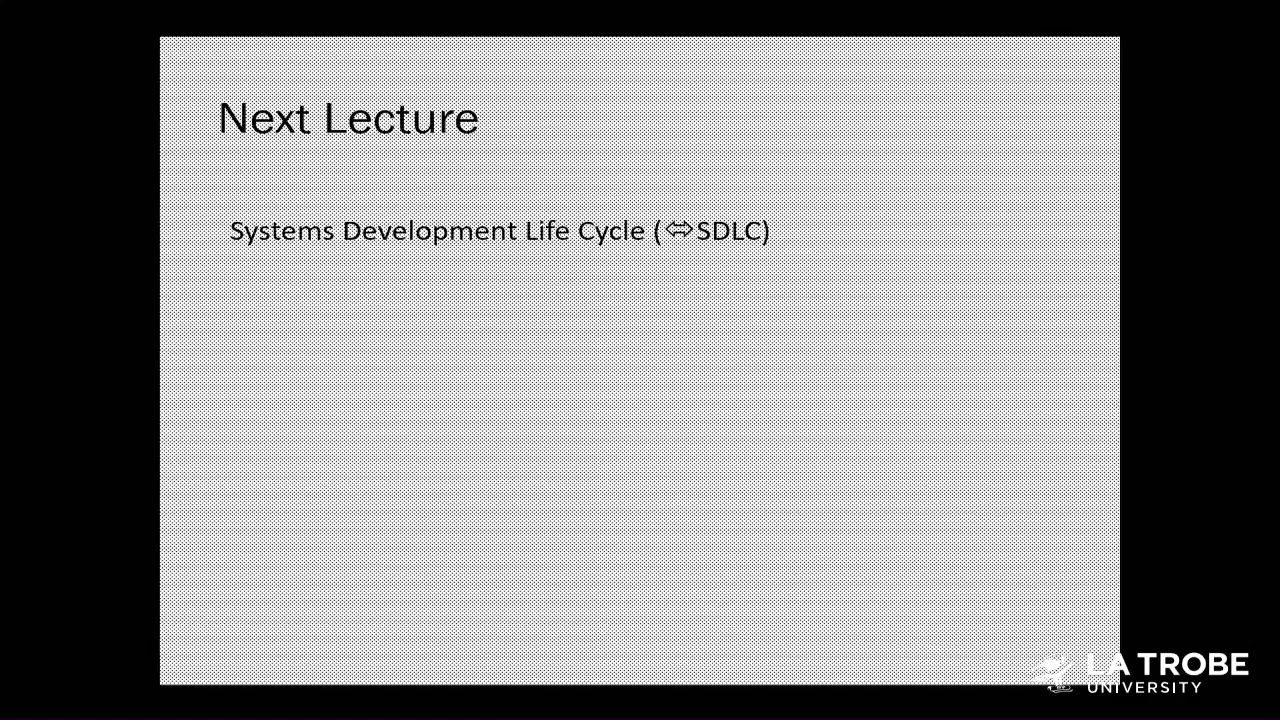 Next Lecture
Systems Development Life Cycle (⇔SDLC)
LA TROBE
UNIVERSITY